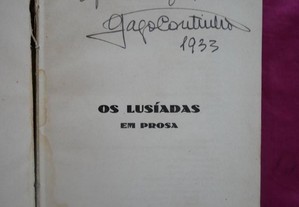 Gago Coutinho
1933
OS LUSÍADAS
EM PROSA